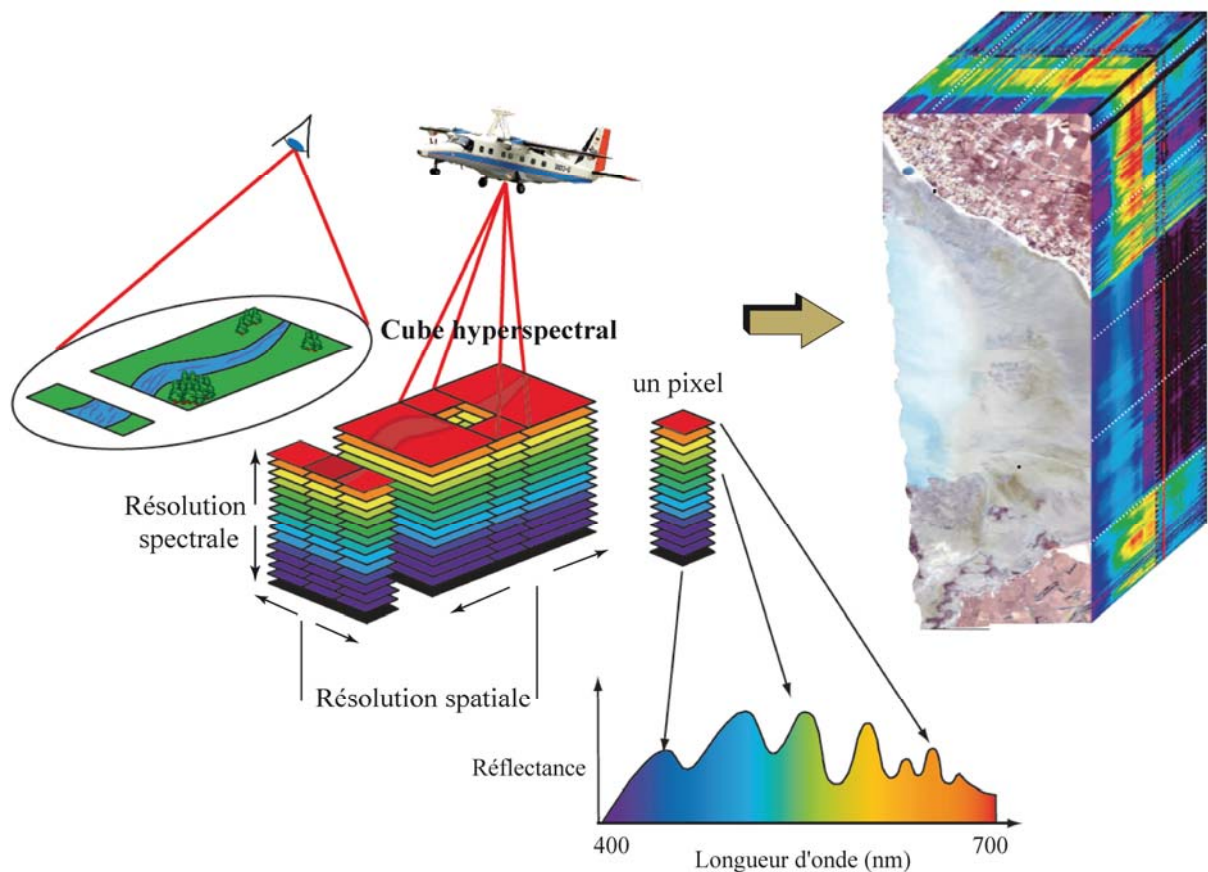 Cube hyperspectral
un pixel
Résolution
spectrale
Résolution spatiale
Réflectance
400
700
Longueur d'onde (nm)